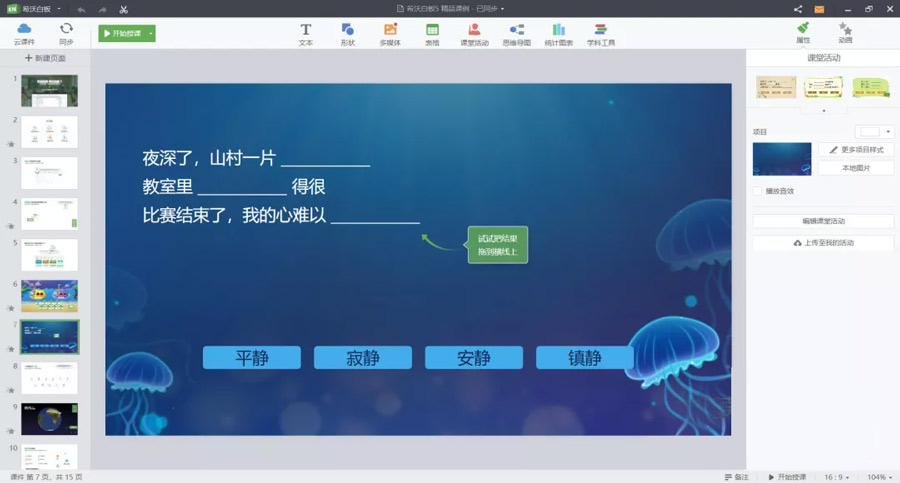 希沃白板
希沃白板5 精品课例 - 已同步
云课件
同步
开始授课
文本
形状
多媒体
表格
课堂活动
思维导图
统计图表
学科工具
属性
动画
新建页面
课堂活动
1
2
3
4
5
6
7
8
9
10
夜深了，山村一片
教室里 得很
比赛结束了，我的心难以
试试把结果
拖到横线上
平静
寂静
安静
镇静
项目
更多项目样式
本地图片
播放音效
编辑课堂活动
上传至我的活动
课件 第 7 页，共 15 页
备注
开始授课
16 : 9
104%